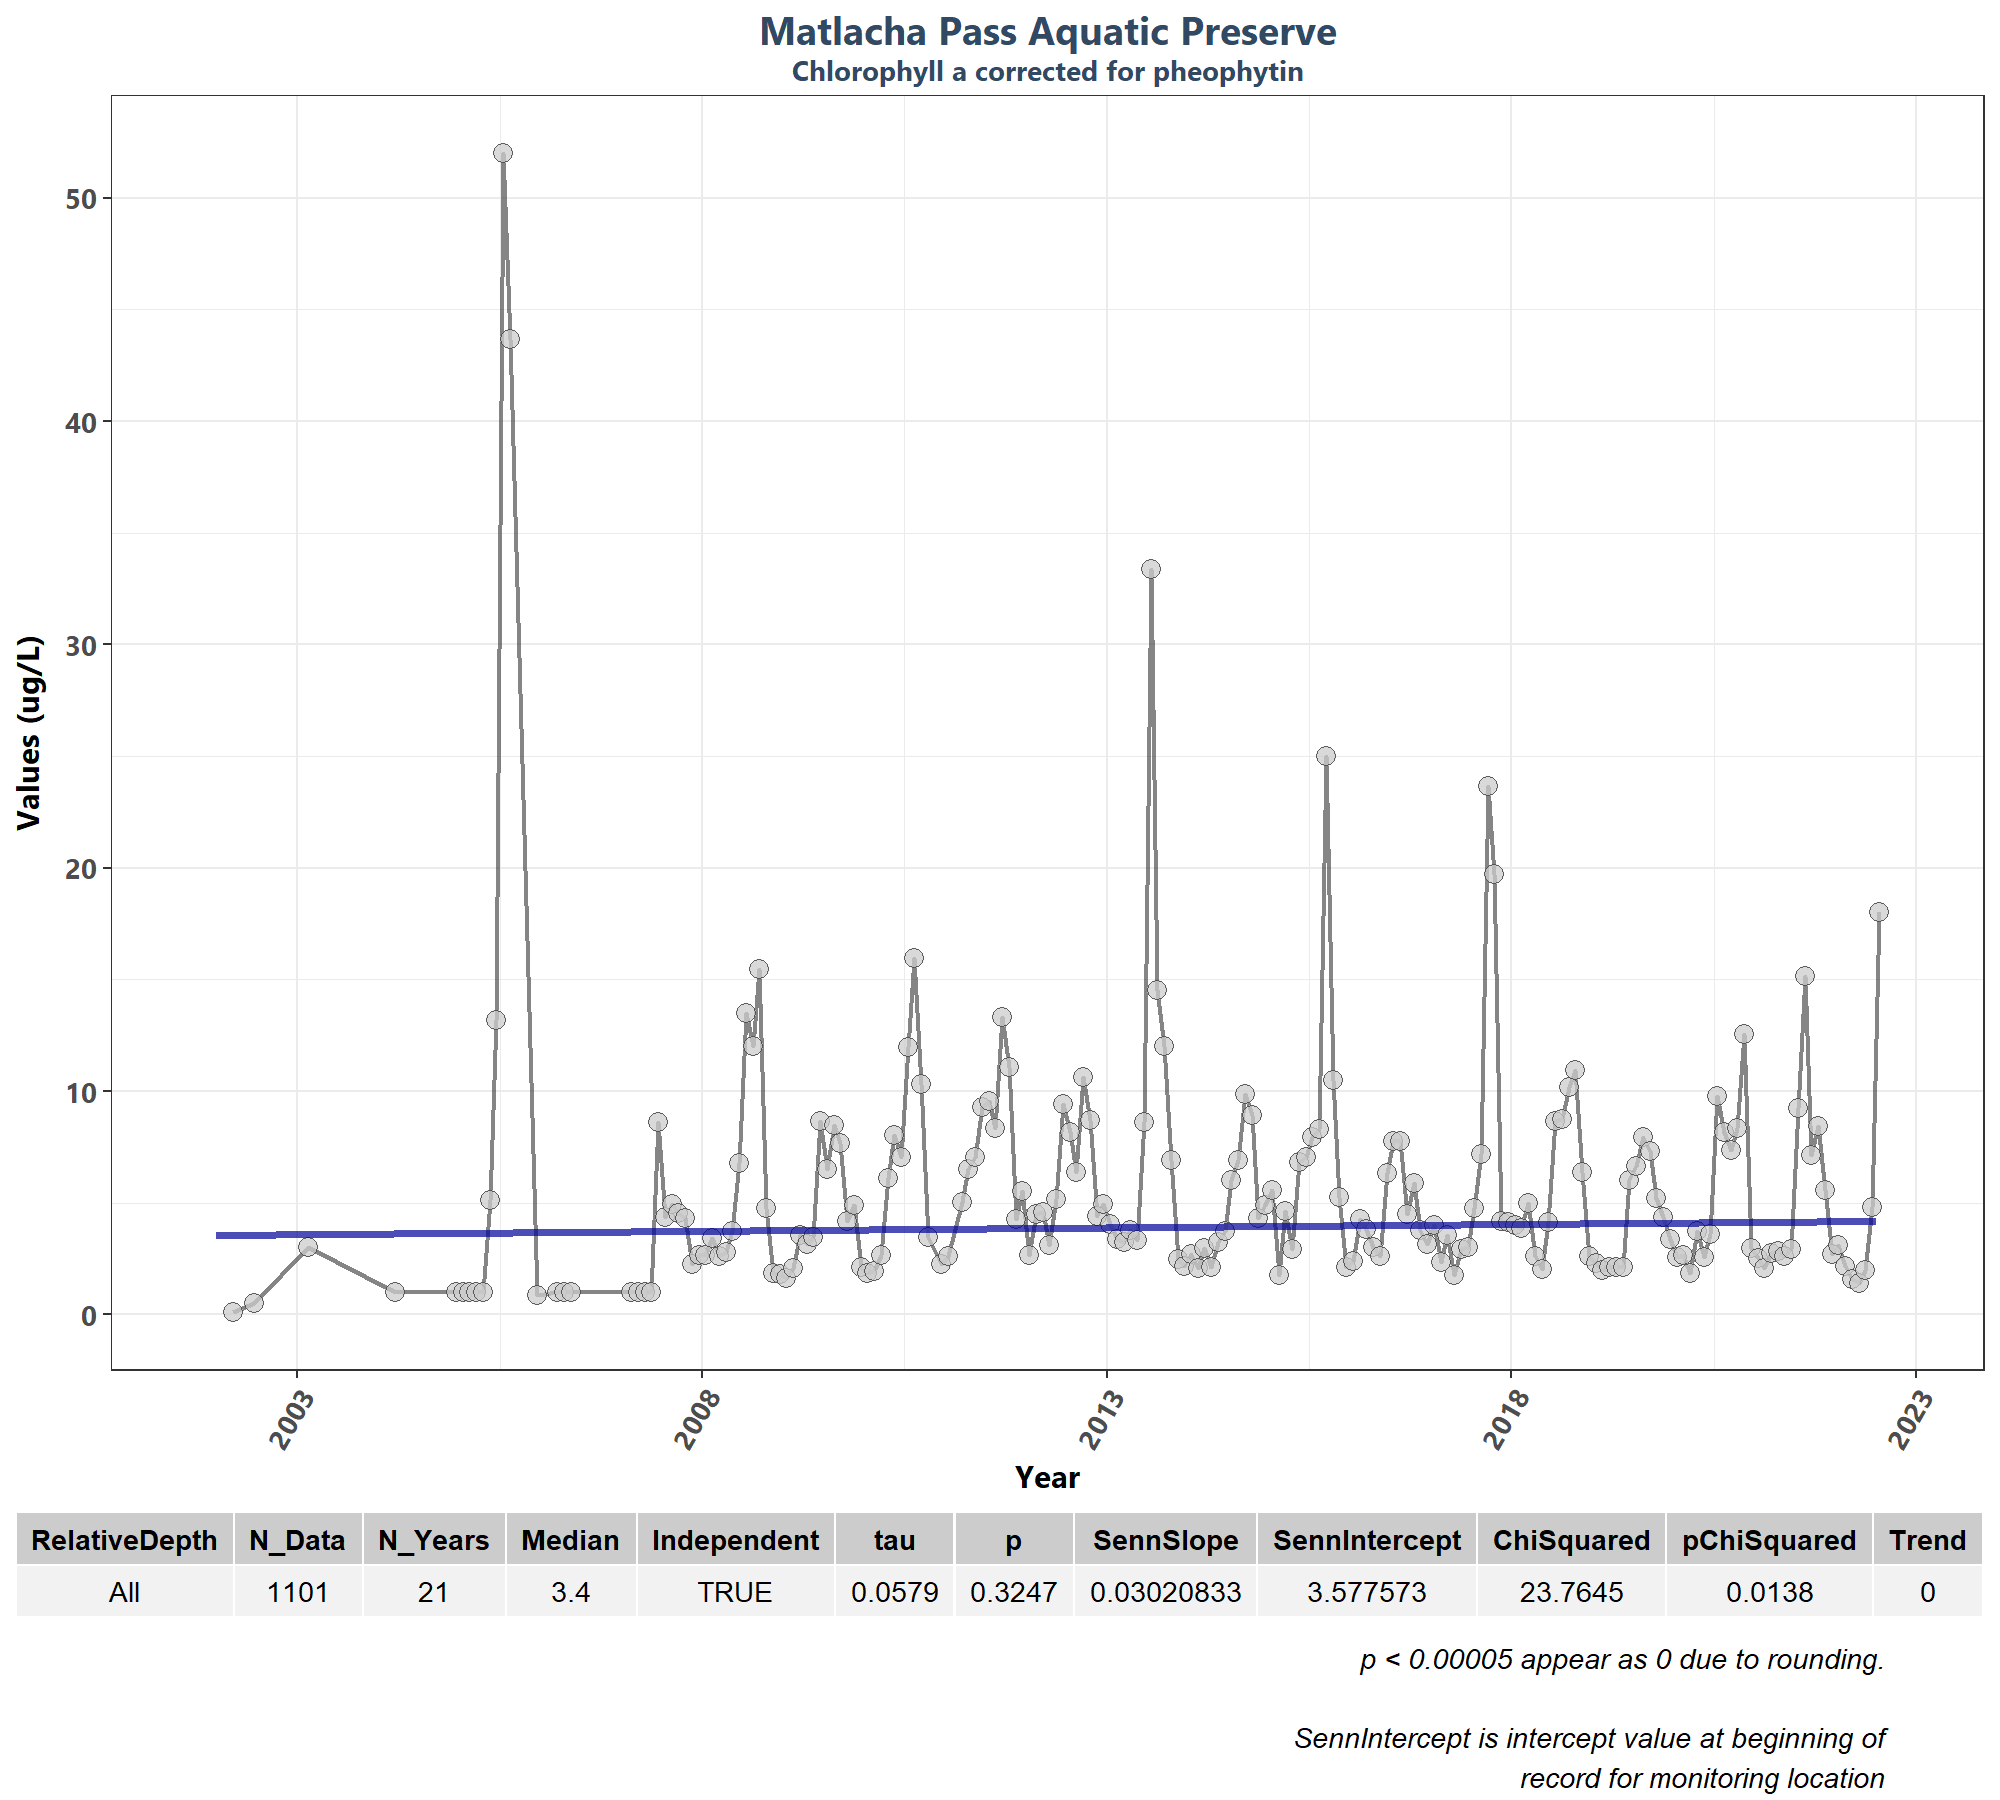 Matlacha Pass Aquatic Preserve
Chlorophyll a corrected for pheophytin
Values (ug/L)
50
40
30
20
10
0
2003
2008
2013
2018
2023
Year
RelativeDepth N_Data N_Years Median Independent tau p SennSlope SennIntercept ChiSquared pChiSquared Trend
All 1101 21 3.4 TRUE 0.0579 0.3247 0.03020833 3.577573 23.7645 0.0138 0
p < 0.00005 appear as 0 due to rounding.
SennIntercept is intercept value at beginning of
record for monitoring location